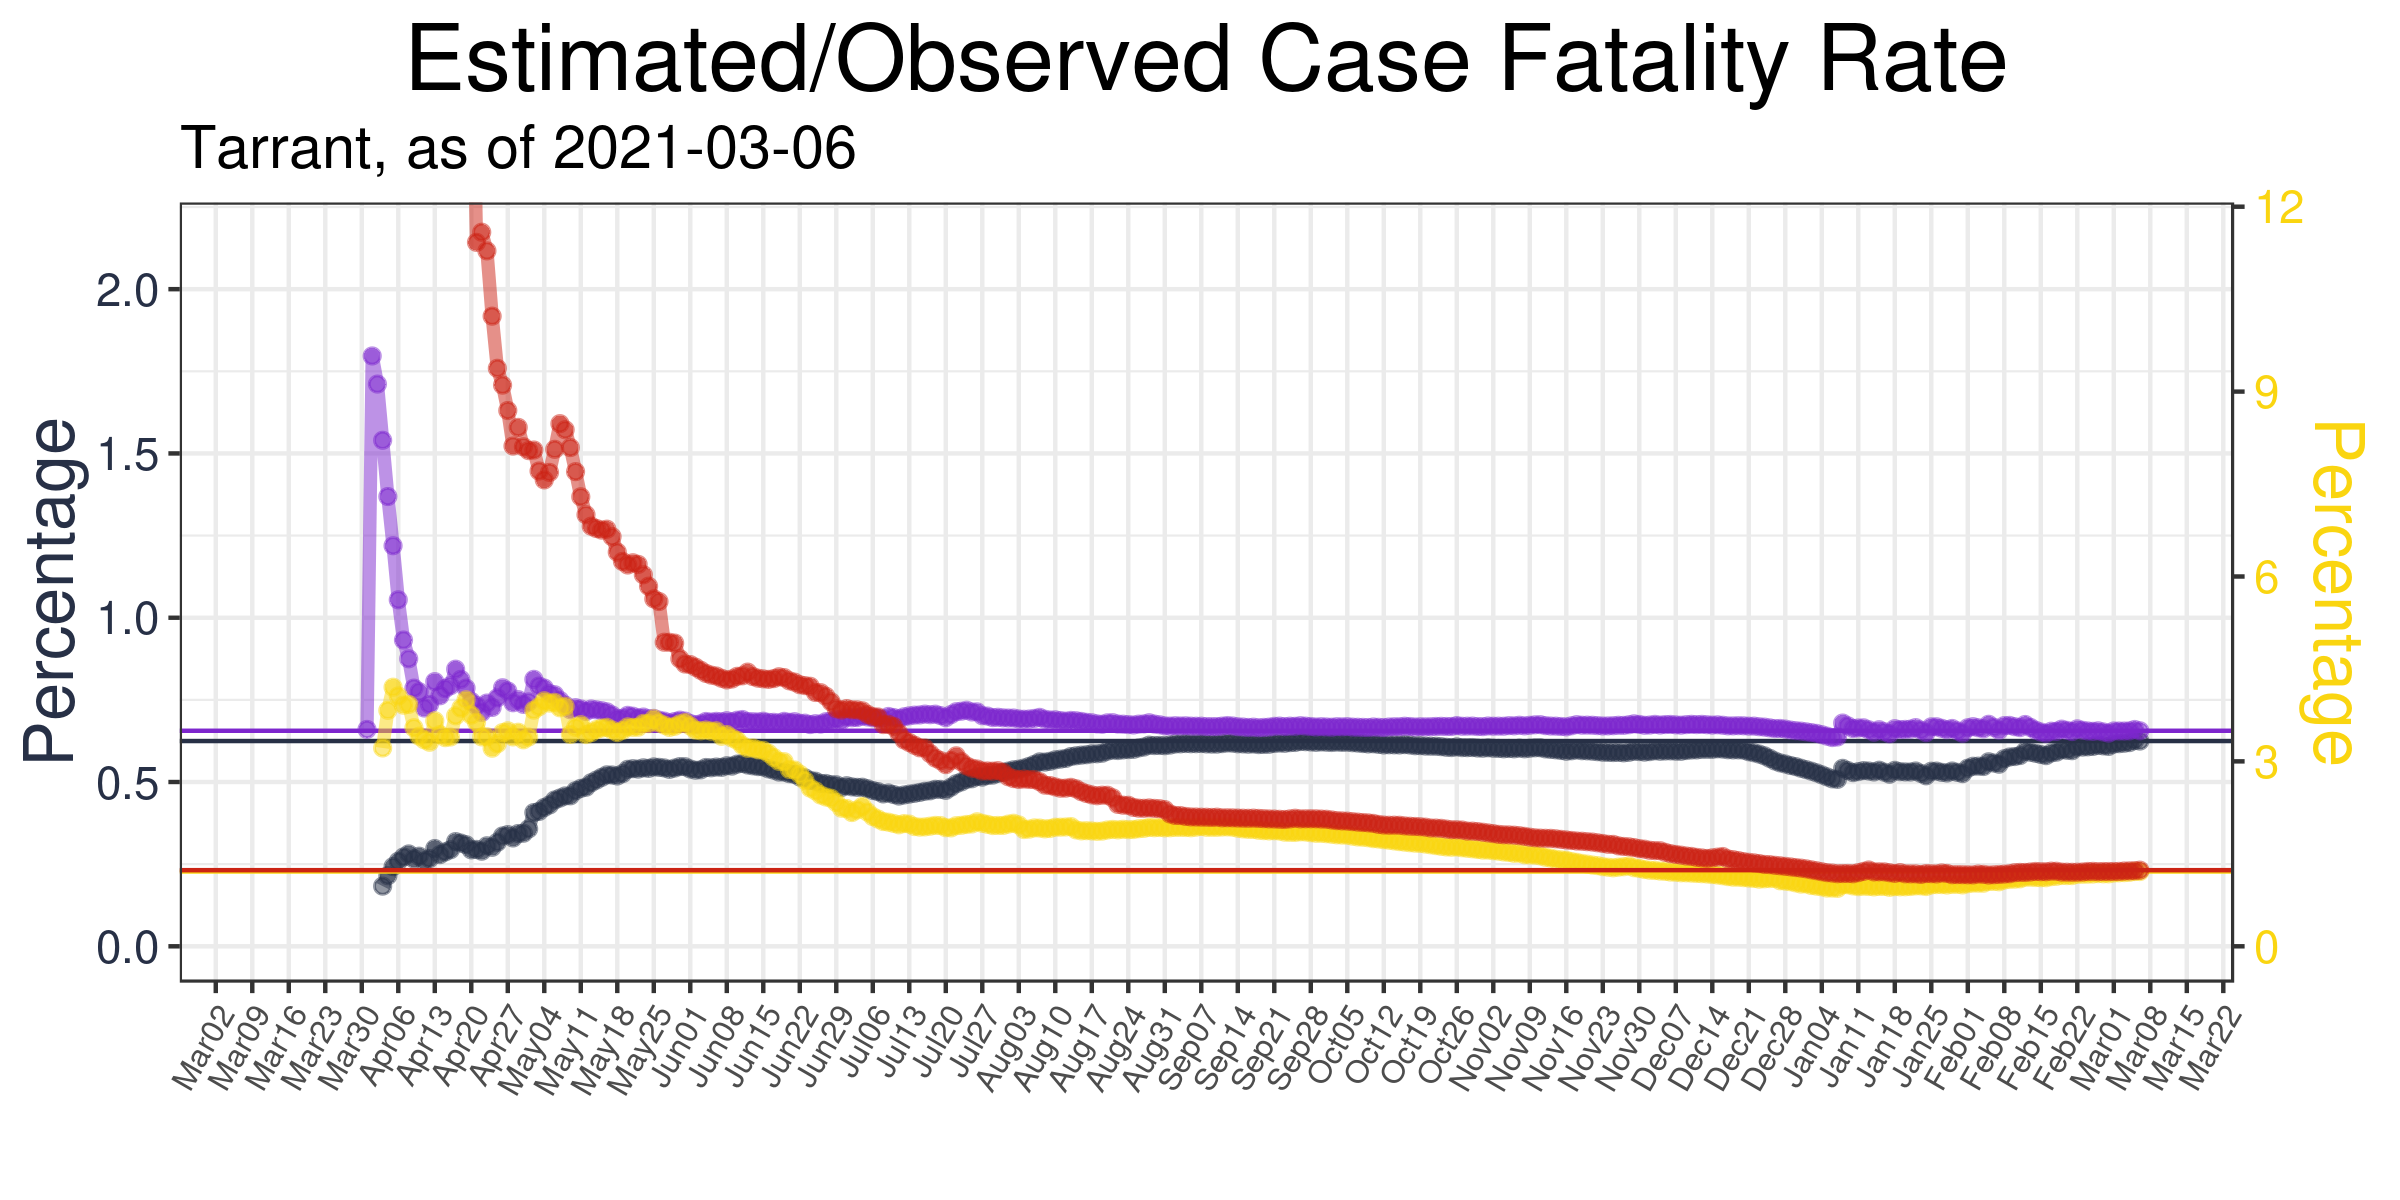 Estimated/Observed Case Fatality Rate
Tarrant, as of 2021-03-06
Percentage
2.0
1.5
1.0
0.5
0.0
12
9
6
3
0
Percentage
Mar02
Mar09
Mar16
Mar23
Mar30
Apr06
Apr13
Apr20
Apr27
May04
May11
May18
May25
Jun01
Jun08
Jun15
Jun22
Jun29
Jul06
Jul13
Jul20
Jul27
Aug03
Aug10
Aug17
Aug24
Aug31
Sep07
Sep14
Sep21
Sep28
Oct05
Oct12
Oct19
Oct26
Nov02
Nov09
Nov16
Nov23
Nov30
Dec07
Dec14
Dec21
Dec28
Jan04
Jan11
Jan18
Jan25
Feb01
Feb08
Feb15
Feb22
Mar01
Mar08
Mar15
Mar22